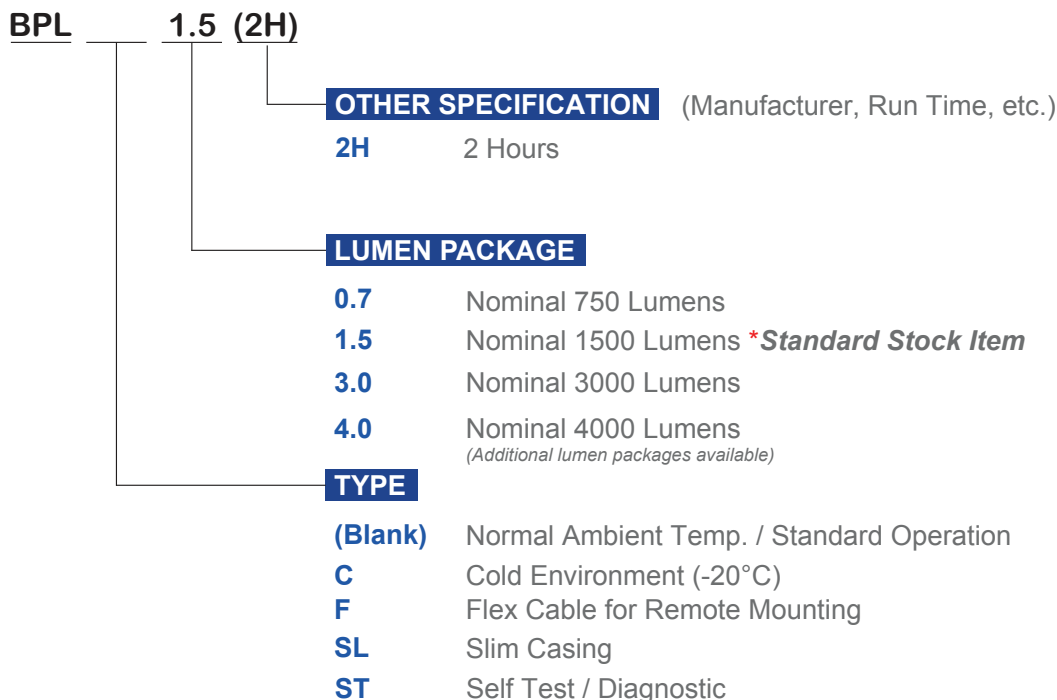 BPL 1.5 (2H)
OTHER SPECIFICATION (Manufacturer, Run Time, etc.)
2H 2 Hours
LUMEN PACKAGE
0.7 Nominal 750 Lumens
1.5 Nominal 1500 Lumens *Standard Stock Item
3.0 Nominal 3000 Lumens
4.0 Nominal 4000 Lumens
(Additional lumen packages available)
TYPE
(Blank) Normal Ambient Temp. / Standard Operation
C Cold Environment (-20°C)
F Flex Cable for Remote Mounting
SL Slim Casing
ST Self Test / Diagnostic